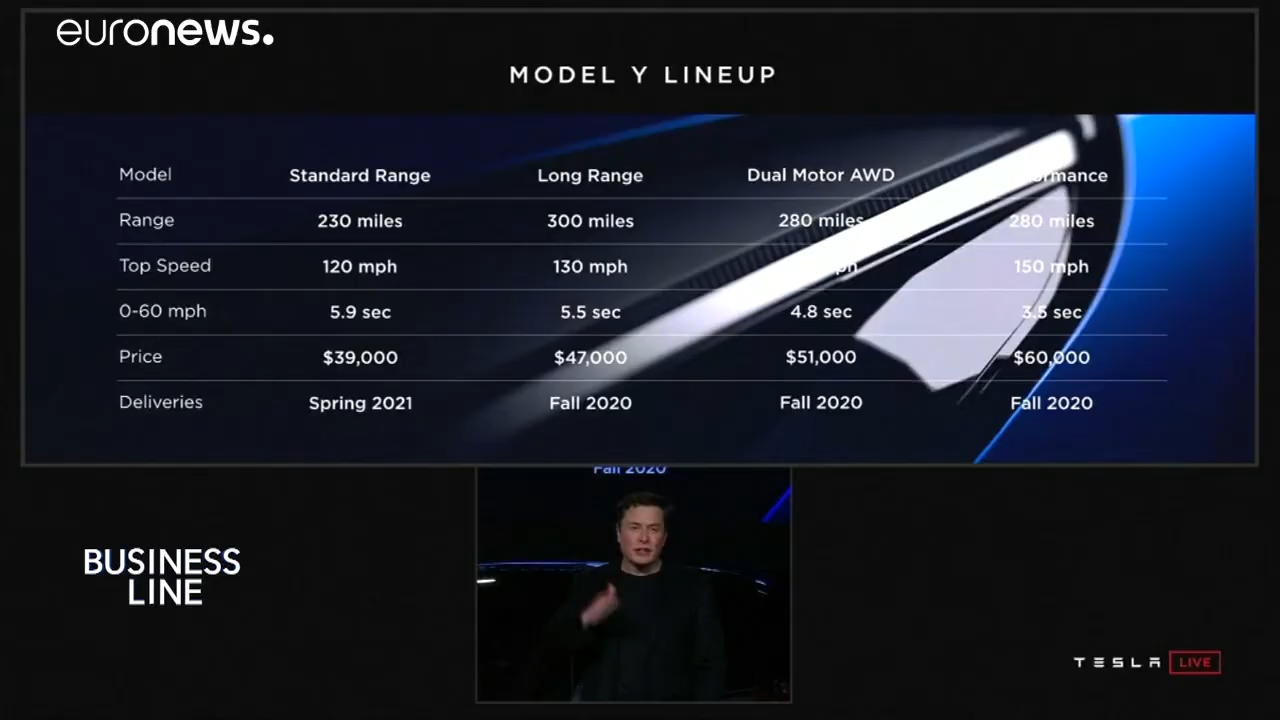 euronews.
MODEL Y LINEUP
Model Standard Range Long Range Dual Motor AWD
Range 230 miles 300 miles 280 miles 280 miles
Top Speed 120 mph 130 mph 150 mph
0-60 mph 5.9 sec 5.5 sec 4.8 sec 3.5 sec
Price $39,000 $47,000 $51,000 $60,000
Deliveries Spring 2021 Fall 2020 Fall 2020 Fall 2020
Fall 2020
BUSINESS
LINE
TESLA LIVE